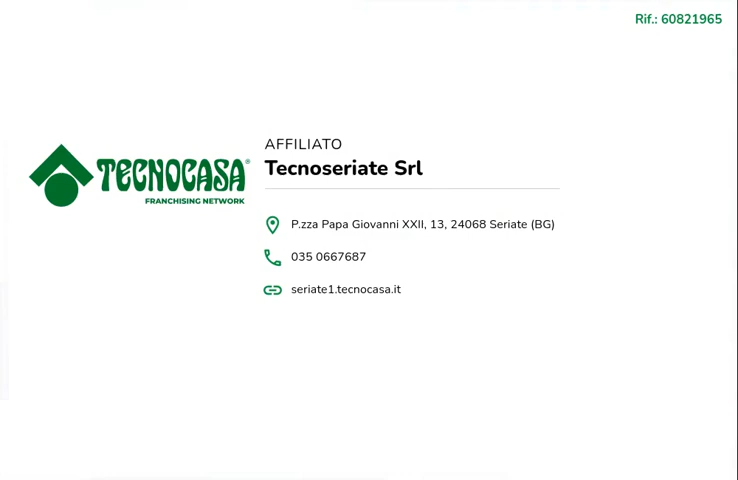 Rif.: 60821965
AFFILIATO
Tecnoseriate Srl
TECNOCASA®
FRANCHISING NETWORK
P.zza Papa Giovanni XXII, 13, 24068 Seriate (BG)
035 0667687
seriate1.tecnocasa.it